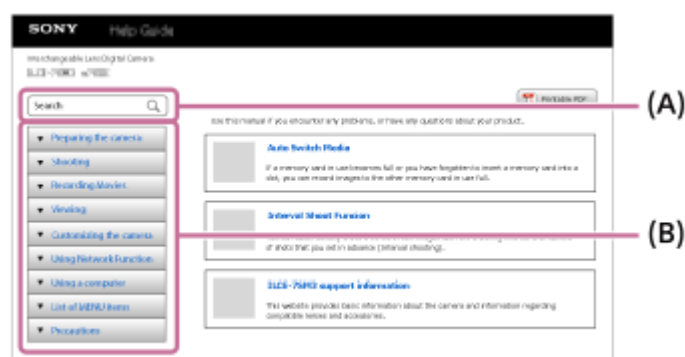 SONY Help Guide
Interchangeable Lens Digital Camera
Search
Printable PDF
(A)
Use this manual if you encounter any problems, or have any questions about your product.
Preparing the camera
Shooting
Recording Movies
Viewing
Customizing the camera
Using Network Function
Using a computer
List of MENU items
Precautions
(B)
Auto Switch Media
If a memory card in use becomes full or you have forgotten to insert a memory card into a
slot, you can record images to the other memory card in use full.
Interval Shoot Function
of shots that you set in advance (Interval shooting).
ILCE-7SM3 support information
This website provides basic information about the camera and information regarding
compatible lenses and accessories.